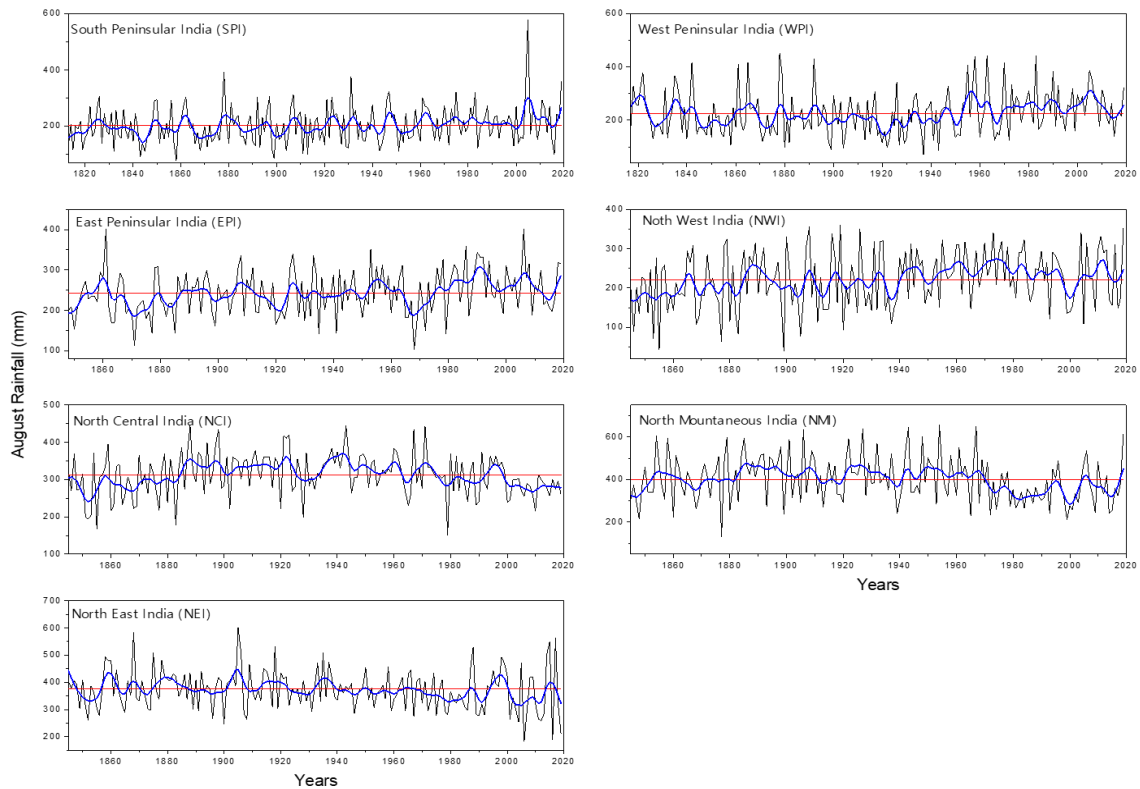 South Peninsular India (SPI)
600
400
200
1820 1840 1860 1880 1900 1920 1940 1960 1980 2000 2020
West Peninsular India (WPI)
600
400
200
1820 1840 1860 1880 1900 1920 1940 1960 1980 2000 2020
East Peninsular India (EPI)
400
300
200
100
1860 1880 1900 1920 1940 1960 1980 2000 2020
Noth West India (NWI)
400
300
200
100
1860 1880 1900 1920 1940 1960 1980 2000 2020
August Rainfall (mm)
North Central India (NCI)
500
400
300
200
100
1860 1880 1900 1920 1940 1960 1980 2000 2020
North Mountaneous India (NMI)
600
400
200
1860 1880 1900 1920 1940 1960 1980 2000 2020
Years
North East India (NEI)
700
600
500
400
300
200
1860 1880 1900 1920 1940 1960 1980 2000 2020
Years